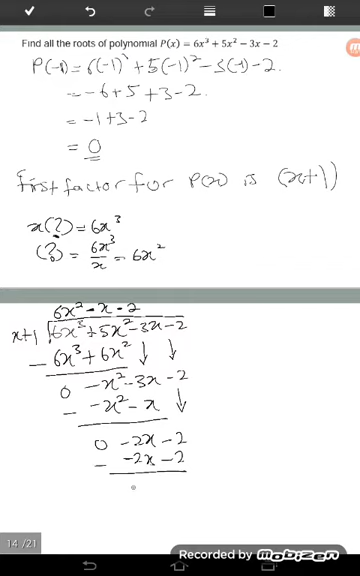 Find all the roots of polynomial P(x) = 6x³ + 5x² − 3x − 2
P(-1) = 6(-1)³ + 5(-1)² - 3(-1) - 2.
= -6 + 5 + 3 - 2.
= -1 + 3 - 2
= 0
First factor for P(x) is (x+1)
x(?) = 6x³
(?) = 6x³/x = 6x²
6x² - x - 2
x+1 6x³ + 5x² - 3x - 2
- 6x³ + 6x² ↓ ↓
0 - x² - 3x - 2
- - x² - x ↓
0 - 2x - 2
- - 2x - 2
14 / 21
Recorded by Mobizen